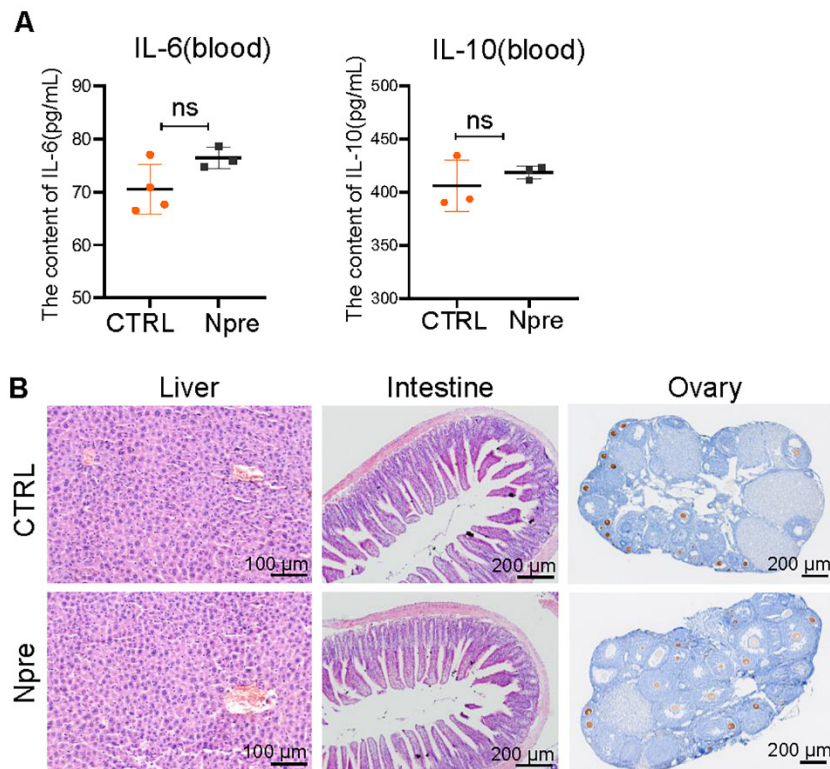 A
IL-6(blood)
The content of IL-6(pg/mL)
90
80
70
60
50
ns
CTRL
Npre
IL-10(blood)
The content of IL-10(pg/mL)
500
450
400
350
300
ns
CTRL
Npre
B
Liver
Intestine
Ovary
CTRL
100 µm
200 µm
200 µm
Npre
100 µm
200 µm
200 µm